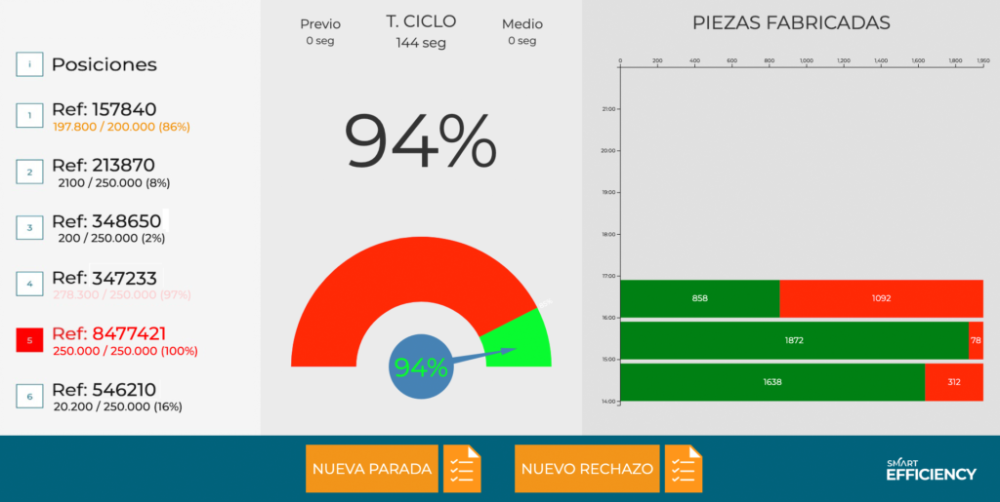 i
Posiciones
1
Ref: 157840
197.800 / 200.000 (86%)
2
Ref: 213870
2100 / 250.000 (8%)
3
Ref: 348650
200 / 250.000 (2%)
4
Ref: 347233
278.300 / 250.000 (97%)
5
Ref: 8477421
250.000 / 250.000 (100%)
6
Ref: 546210
20.200 / 250.000 (16%)
Previo
0 seg
T. CICLO
144 seg
Medio
0 seg
94%
94%
PIEZAS FABRICADAS
0 200 400 600 800 1,000 1,200 1,400 1,600 1,800 1,950
21:00
20:00
19:00
18:00
17:00
858 1092
16:00
1872 78
15:00
1638 312
14:00
NUEVA PARADA
NUEVO RECHAZO
SMART
EFFICIENCY